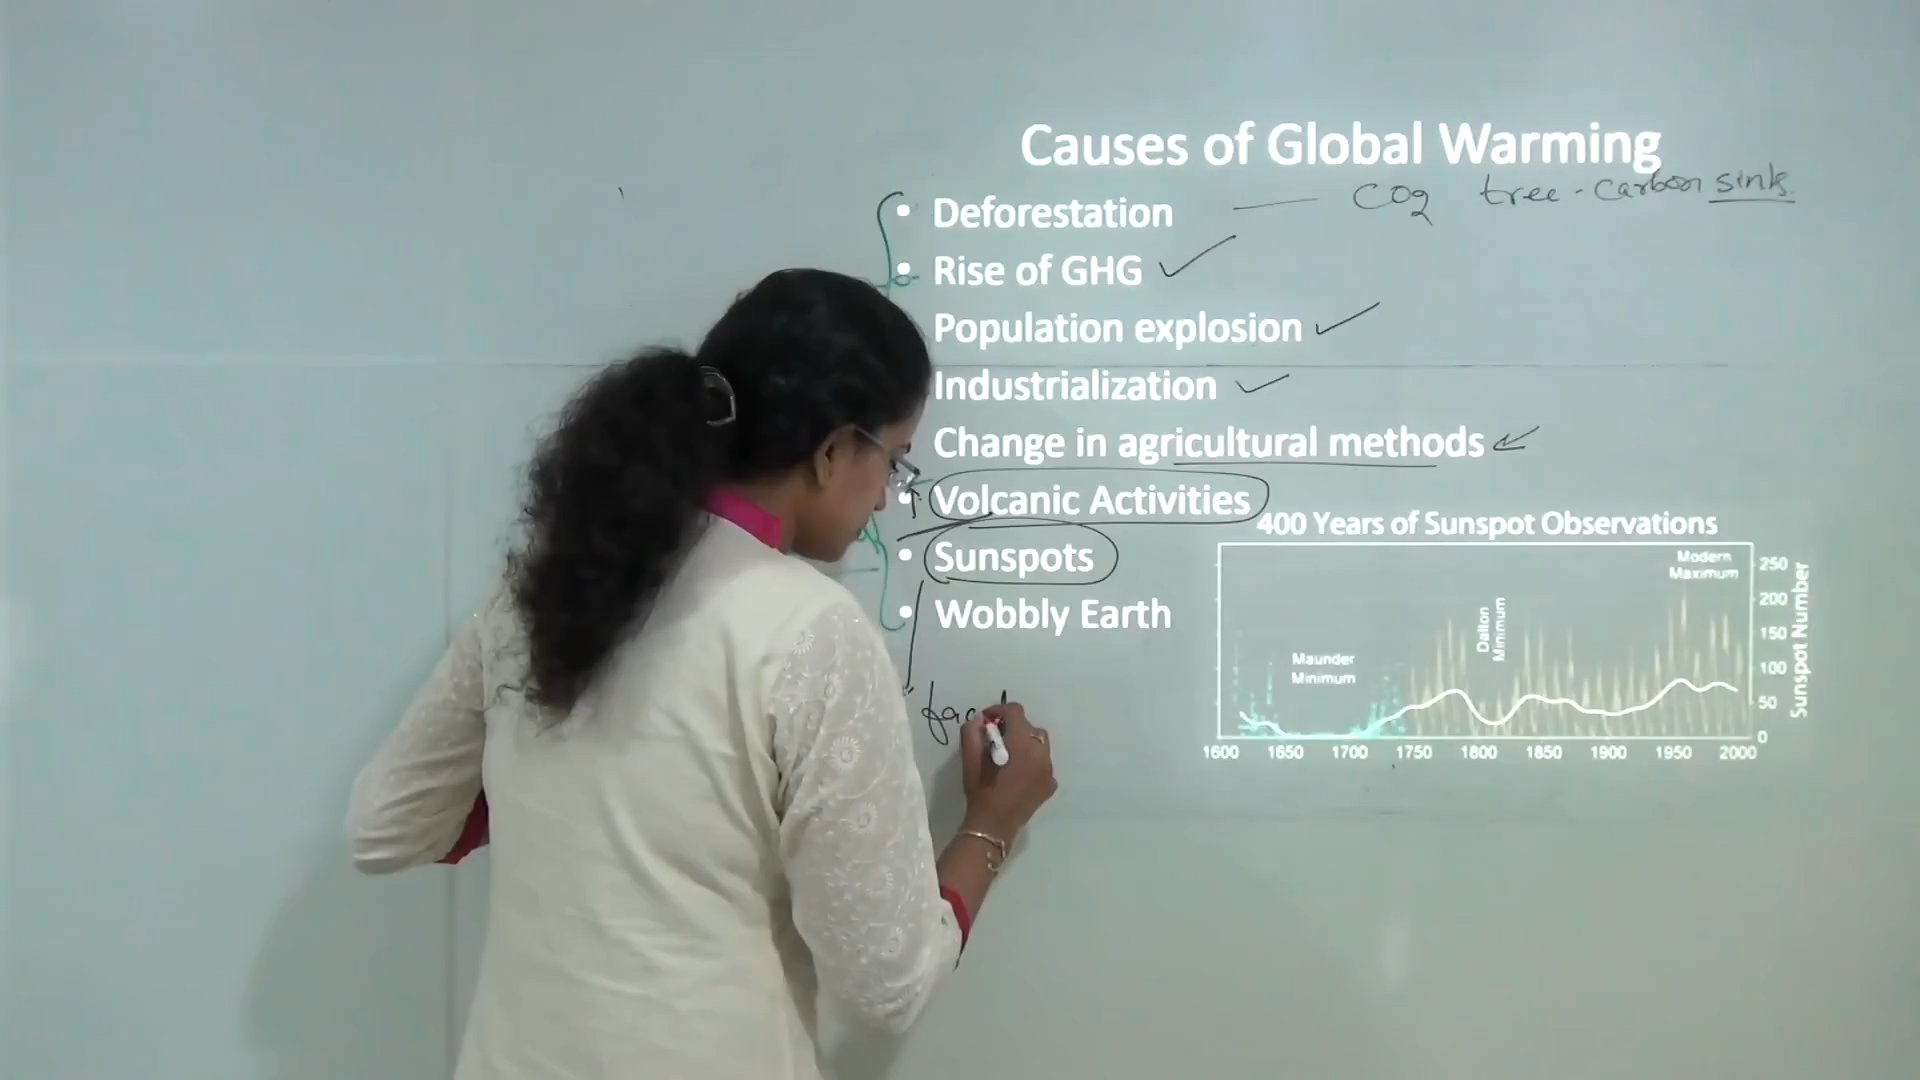 Causes of Global Warming
• Deforestation — CO2 tree - carbon sinks.
• Rise of GHG
Population explosion
Industrialization
Change in agricultural methods
• Volcanic Activities
• Sunspots
• Wobbly Earth
400 Years of Sunspot Observations
Modern
Maximum
Dalton
Minimum
Maunder
Minimum
250
200
150
100
50
0
Sunspot Number
1600 1650 1700 1750 1800 1850 1900 1950 2000